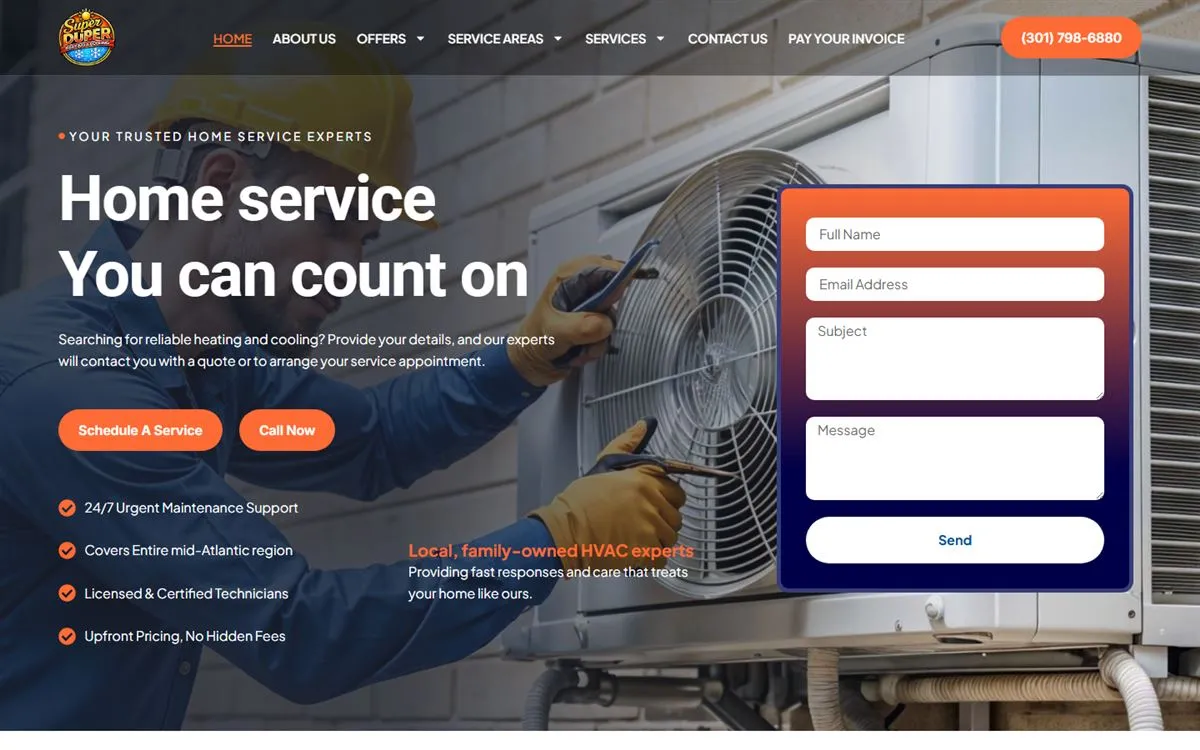 Super
DUPER
HEATING & COOLING
HOME
ABOUT US
OFFERS
SERVICE AREAS
SERVICES
CONTACT US
PAY YOUR INVOICE
(301) 798-6880
YOUR TRUSTED HOME SERVICE EXPERTS
Home service
You can count on
Searching for reliable heating and cooling? Provide your details, and our experts
will contact you with a quote or to arrange your service appointment.
Schedule A Service
Call Now
24/7 Urgent Maintenance Support
Covers Entire mid-Atlantic region
Licensed & Certified Technicians
Upfront Pricing, No Hidden Fees
Local, family-owned HVAC experts
Providing fast responses and care that treats
your home like ours.
Full Name
Email Address
Subject
Message
Send